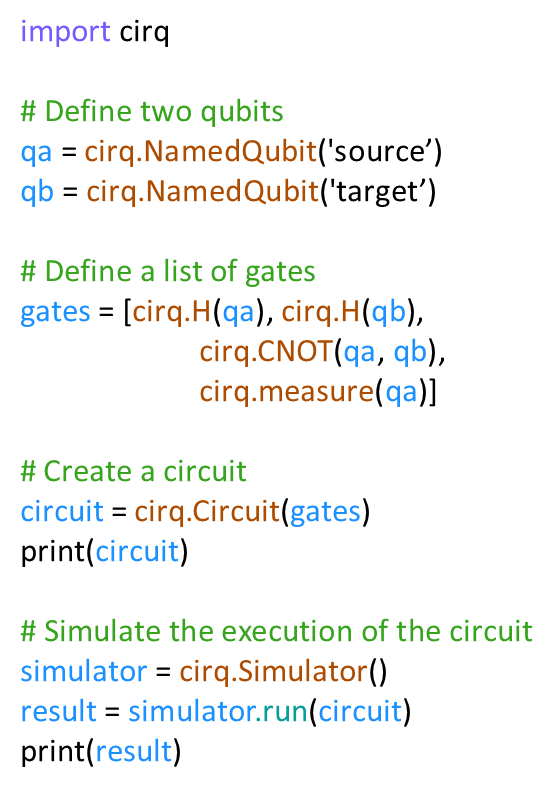 import cirq
# Define two qubits
qa = cirq.NamedQubit('source’)
qb = cirq.NamedQubit('target’)
# Define a list of gates
gates = [cirq.H(qa), cirq.H(qb),
cirq.CNOT(qa, qb),
cirq.measure(qa)]
# Create a circuit
circuit = cirq.Circuit(gates)
print(circuit)
# Simulate the execution of the circuit
simulator = cirq.Simulator()
result = simulator.run(circuit)
print(result)